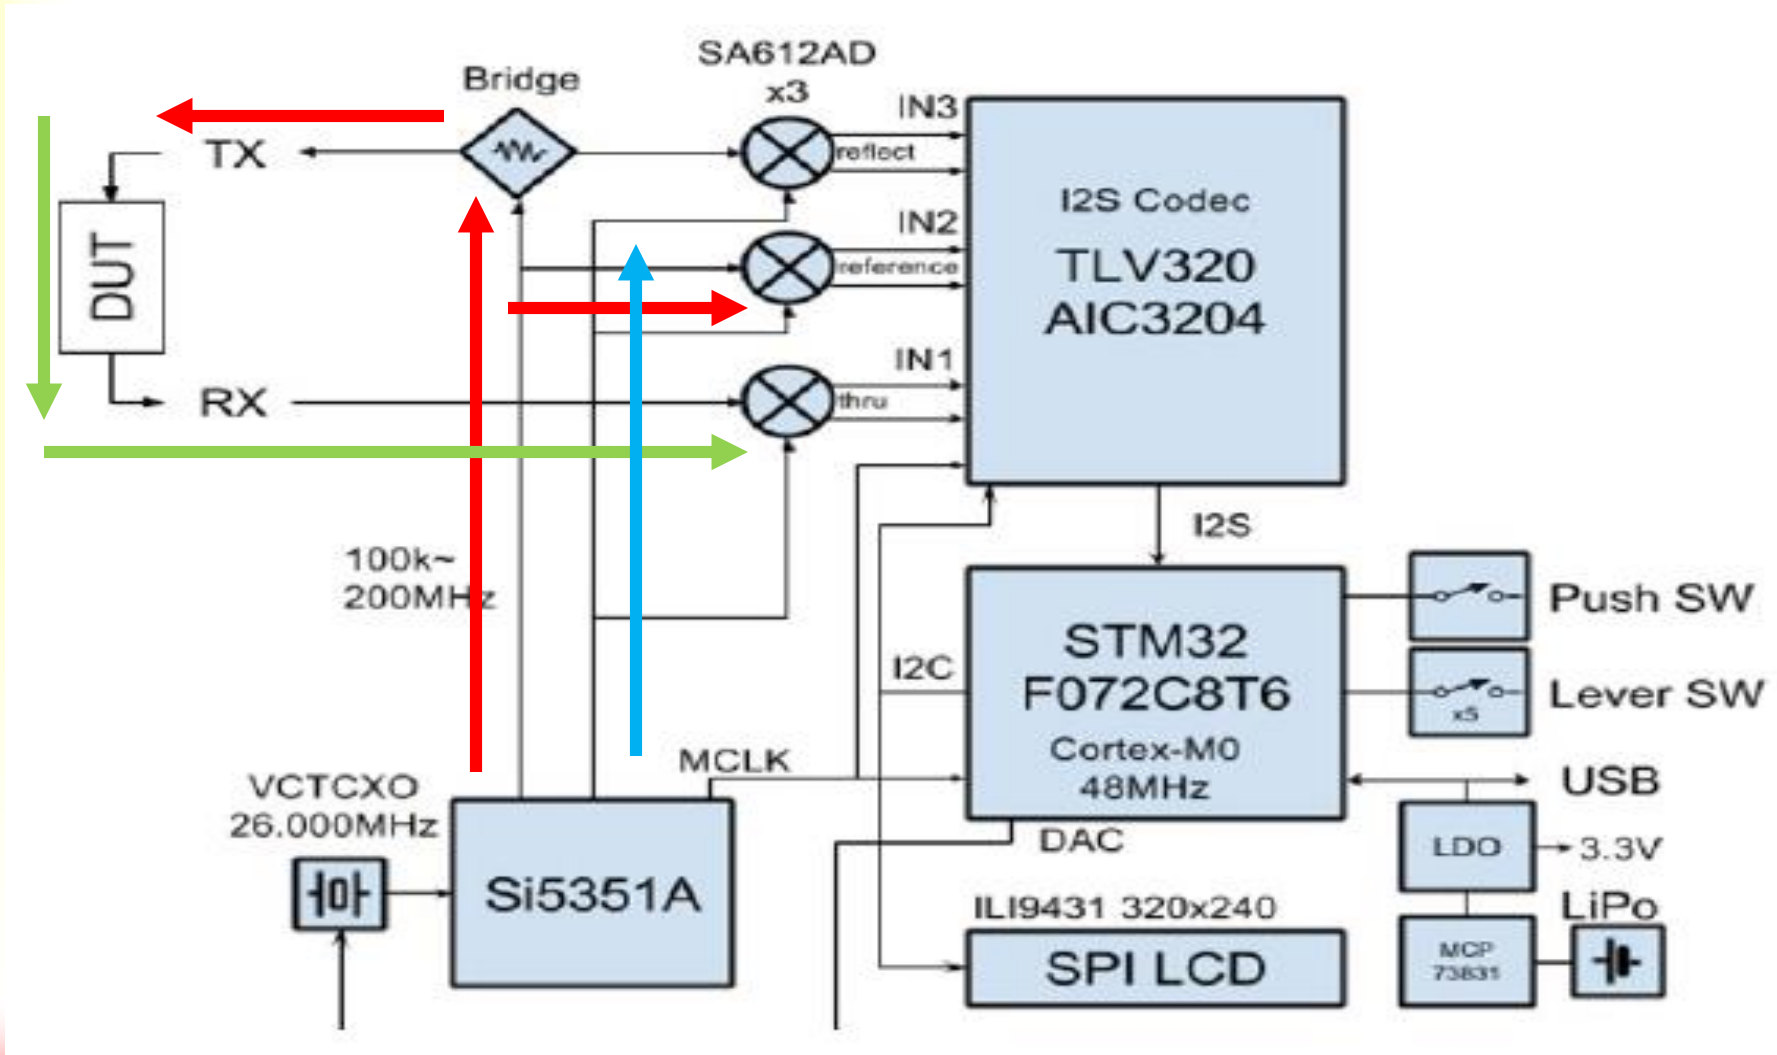 SA612AD
x3
Bridge
IN3
reflect
TX
I2S Codec
TLV320
AIC3204
IN2
reference
DUT
IN1
thru
RX
I2S
100k~
200MHz
STM32
F072C8T6
Cortex-M0
48MHz
I2C
Push SW
Lever SW
x5
MCLK
USB
VCTCXO
26.000MHz
DAC
LDO
3.3V
Si5351A
ILI9431 320x240
SPI LCD
LiPo
MCP
73831